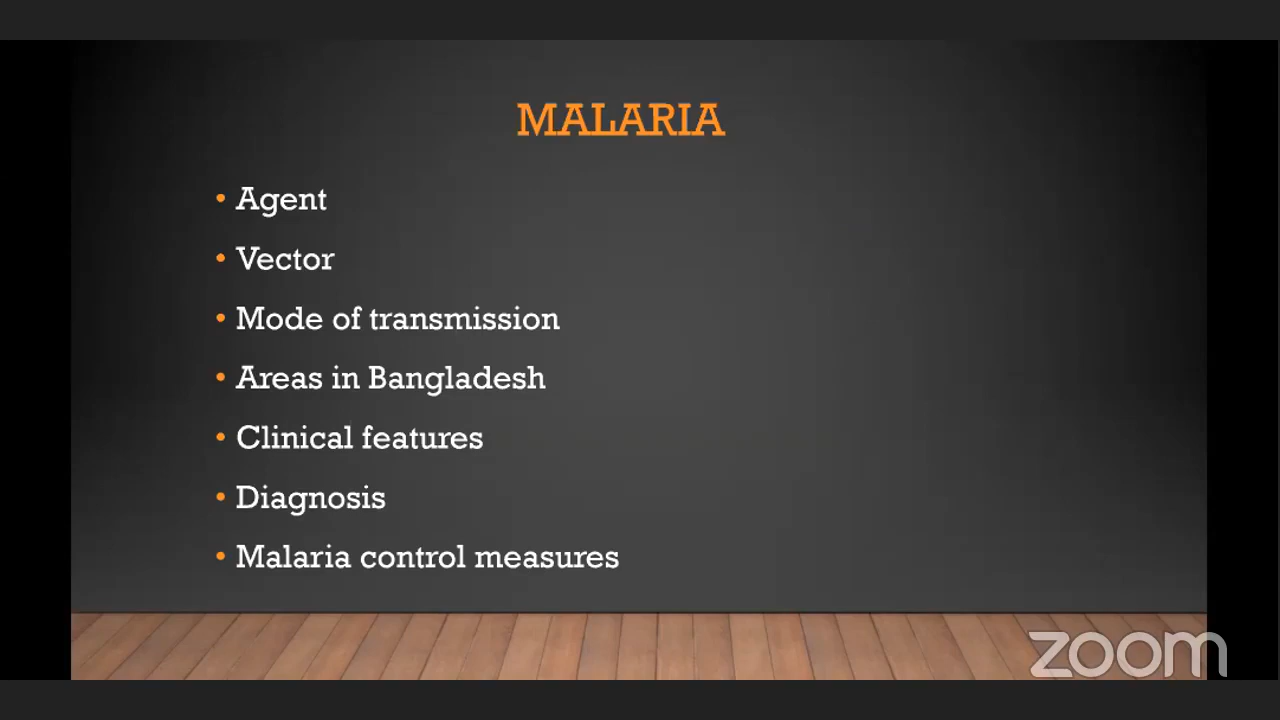 MALARIA
• Agent
• Vector
• Mode of transmission
• Areas in Bangladesh
• Clinical features
• Diagnosis
• Malaria control measures
zoom